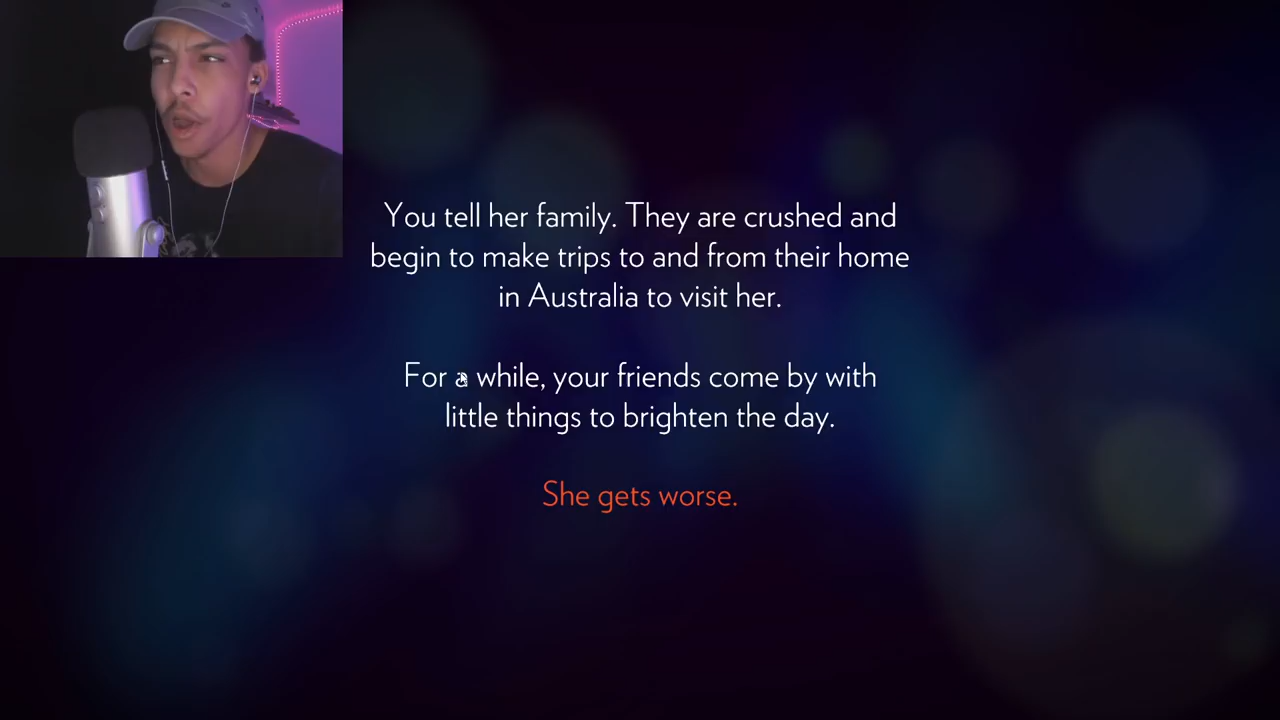 You tell her family. They are crushed and
begin to make trips to and from their home
in Australia to visit her.
For a while, your friends come by with
little things to brighten the day.
She gets worse.